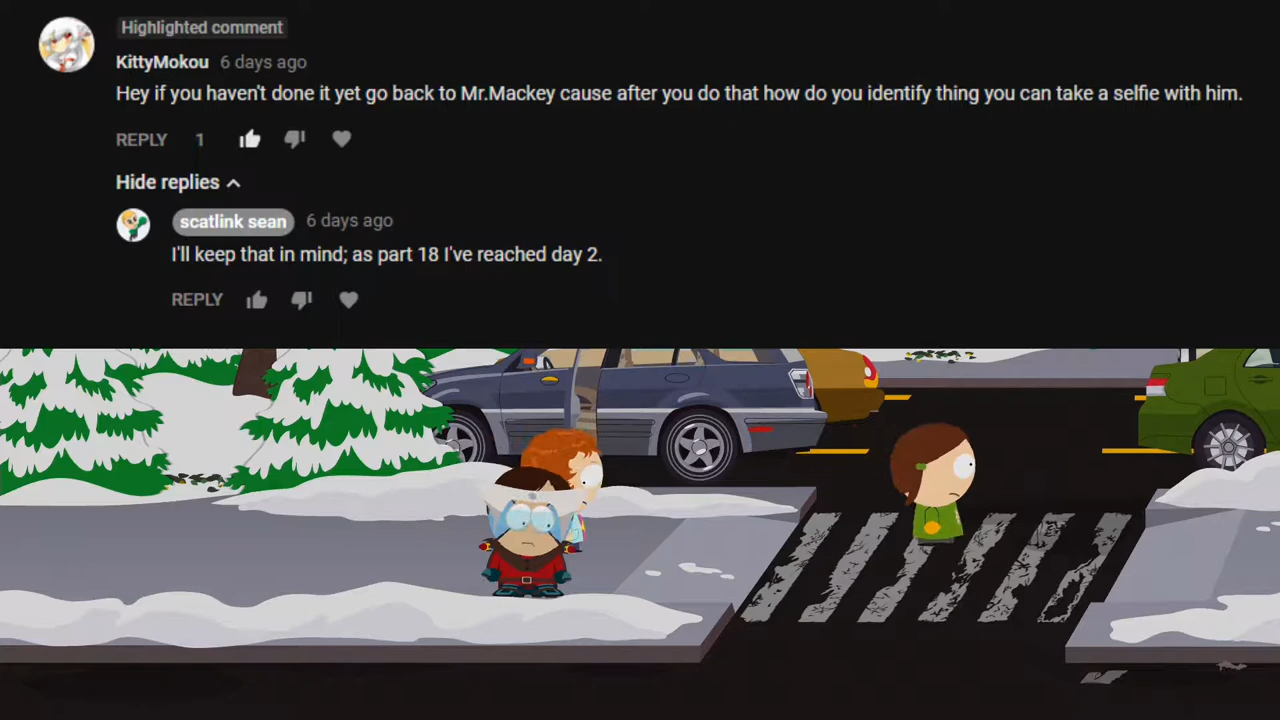 Highlighted comment
KittyMokou 6 days ago
Hey if you haven't done it yet go back to Mr.Mackey cause after you do that how do you identify thing you can take a selfie with him.
REPLY 1
Hide replies
scatlink sean 6 days ago
I'll keep that in mind; as part 18 I've reached day 2.
REPLY